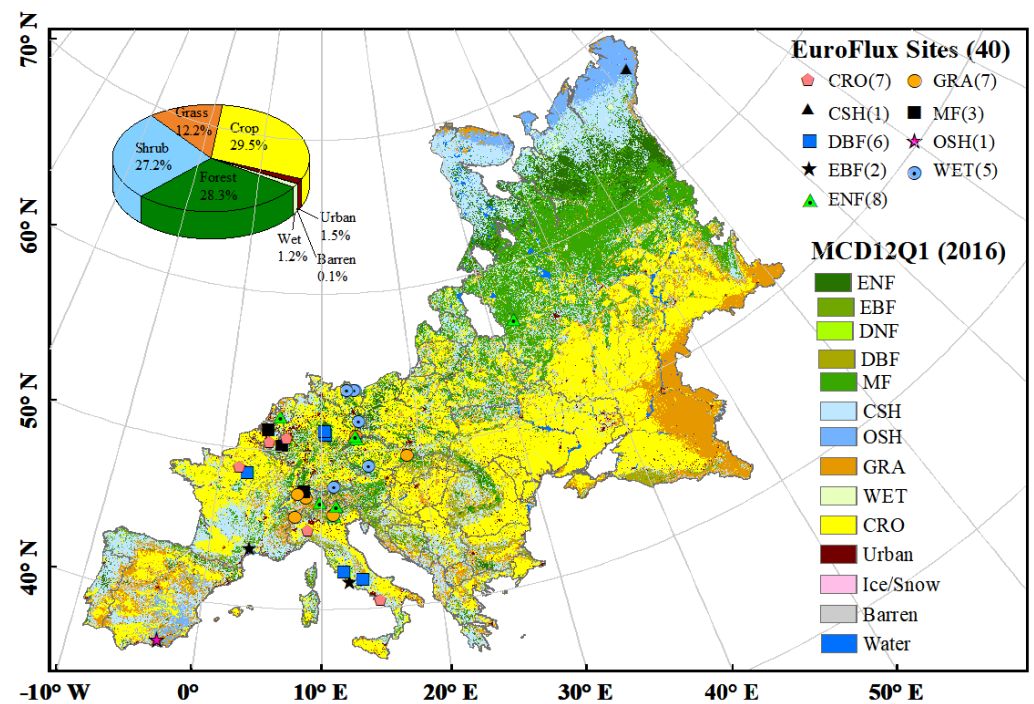 70° N
60° N
50° N
40° N
-10° W
0°
10° E
20° E
30° E
40° E
50° E
Grass
12.2%
Crop
29.5%
Shrub
27.2%
Forest
28.3%
Urban
1.5%
Wet
1.2%
Barren
0.1%
EuroFlux Sites (40)
CRO(7)
GRA(7)
CSH(1)
MF(3)
DBF(6)
OSH(1)
EBF(2)
WET(5)
ENF(8)
MCD12Q1 (2016)
ENF
EBF
DNF
DBF
MF
CSH
OSH
GRA
WET
CRO
Urban
Ice/Snow
Barren
Water